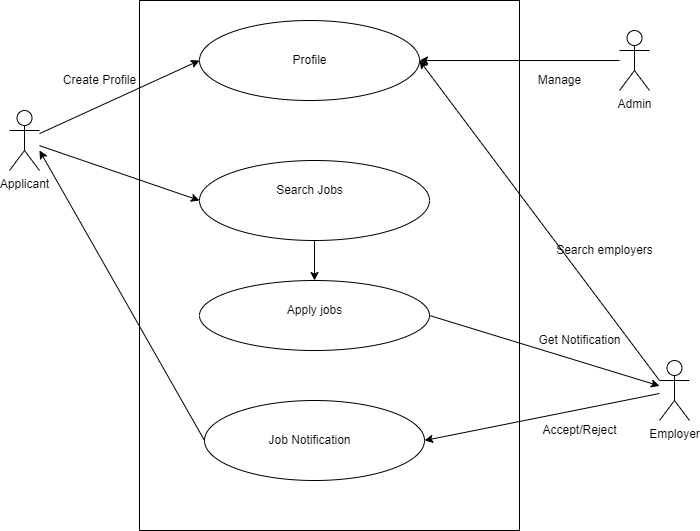 Profile
Create Profile
Manage
Admin
Applicant
Search Jobs
Search employers
Apply jobs
Get Notification
Accept/Reject
Employer
Job Notification